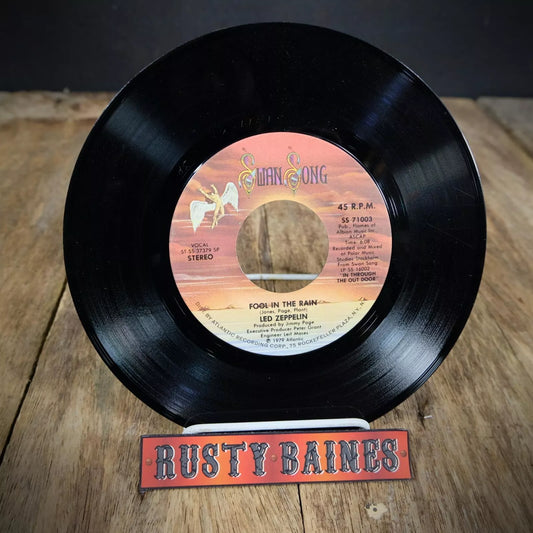 Swan Song
45 R.P.M.
SS 71003
Pub., Flames of
Albion Music Inc.
ASCAP
Time: 6:08
Recorded and
Mixed at Polar Music
Studios Stockholm
From Swan Song
LP SS 16002
"IN THROUGH
THE OUT DOOR"
VOCAL
ST-SS-37379 SP
STEREO
FOOL IN THE RAIN
(Jones, Page, Plant)
LED ZEPPELIN
Produced by Jimmy Page
Executive Producer Peter Grant
Engineer Leif Mases
℗ 1979 Atlantic
DIST. BY ATLANTIC RECORDING CORP., 75 ROCKEFELLER PLAZA, N.Y., N.Y.
RUSTY BAINES